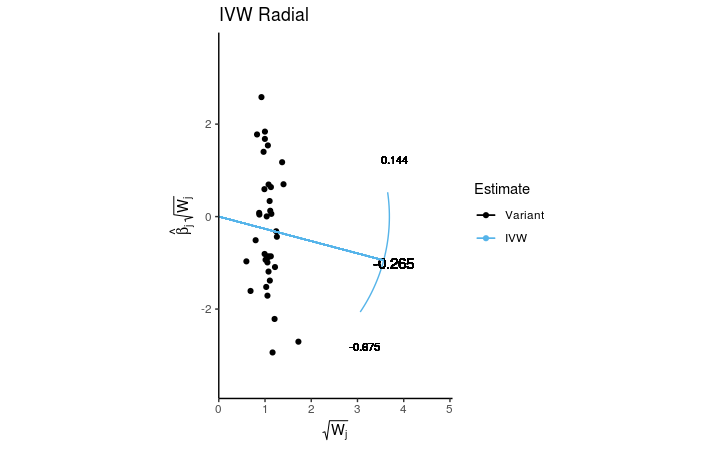 IVW Radial
2
0
-2
β̂ⱼ√Wⱼ
0.144
-0.265
-0.675
0 1 2 3 4 5
√Wⱼ
Estimate
Variant
IVW